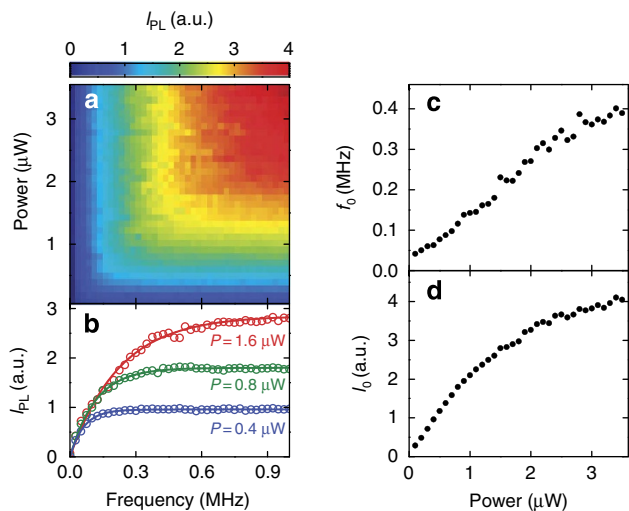 I_PL (a.u.)
0 1 2 3 4
a
Power (μW)
3
2
1
b
I_PL (a.u.)
3
2
1
0
P = 1.6 μW
P = 0.8 μW
P = 0.4 μW
0.0 0.3 0.6 0.9
Frequency (MHz)
c
f_0 (MHz)
0.4
0.3
0.2
0.1
0.0
d
I_0 (a.u.)
4
3
2
1
0
0 1 2 3
Power (μW)